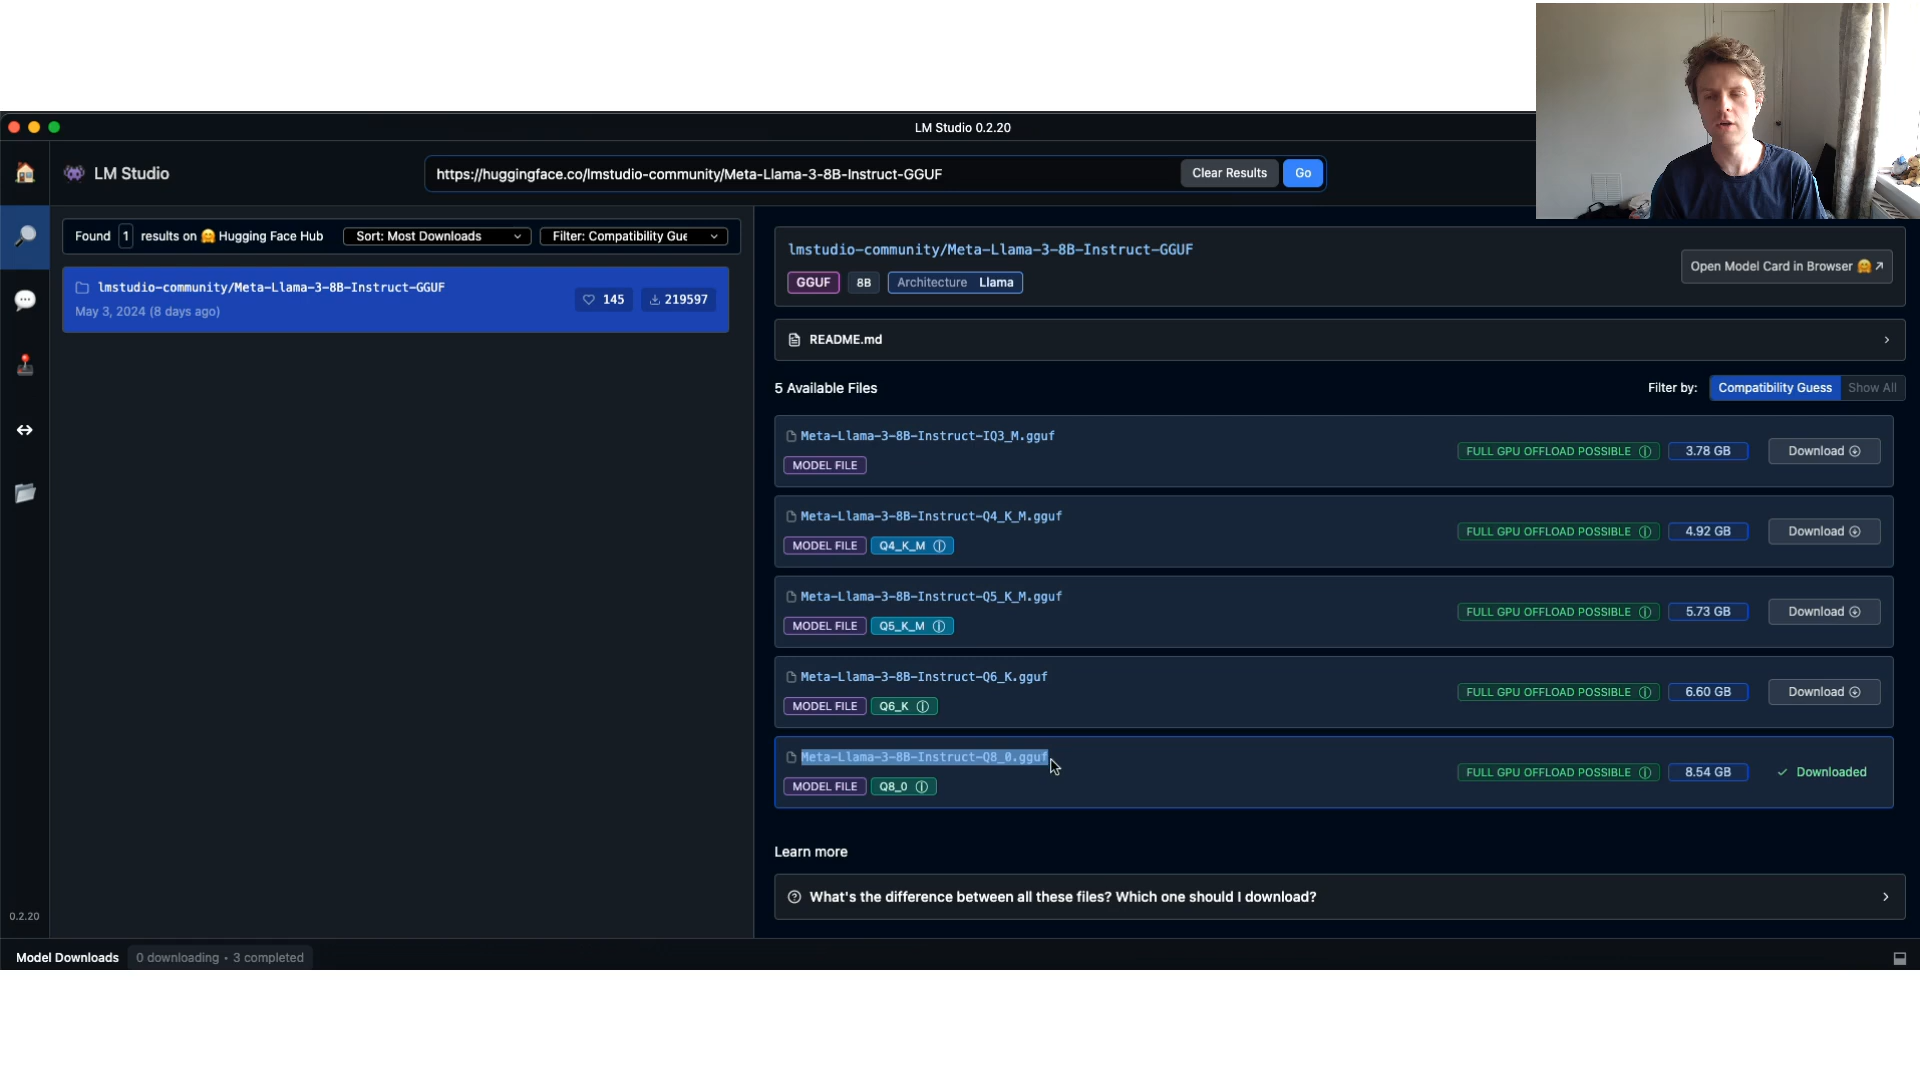 LM Studio 0.2.20
LM Studio
https://huggingface.co/lmstudio-community/Meta-Llama-3-8B-Instruct-GGUF
Clear Results
Go
Found 1 results on 🤗 Hugging Face Hub
Sort: Most Downloads
Filter: Compatibility Gue
lmstudio-community/Meta-Llama-3-8B-Instruct-GGUF
May 3, 2024 (8 days ago)
145
219597
lmstudio-community/Meta-Llama-3-8B-Instruct-GGUF
GGUF
8B
Architecture Llama
Open Model Card in Browser 🤗 ↗
README.md
5 Available Files
Filter by:
Compatibility Guess
Show All
Meta-Llama-3-8B-Instruct-IQ3_M.gguf
MODEL FILE
FULL GPU OFFLOAD POSSIBLE
3.78 GB
Download
Meta-Llama-3-8B-Instruct-Q4_K_M.gguf
MODEL FILE
Q4_K_M
FULL GPU OFFLOAD POSSIBLE
4.92 GB
Download
Meta-Llama-3-8B-Instruct-Q5_K_M.gguf
MODEL FILE
Q5_K_M
FULL GPU OFFLOAD POSSIBLE
5.73 GB
Download
Meta-Llama-3-8B-Instruct-Q6_K.gguf
MODEL FILE
Q6_K
FULL GPU OFFLOAD POSSIBLE
6.60 GB
Download
Meta-Llama-3-8B-Instruct-Q8_0.gguf
MODEL FILE
Q8_0
FULL GPU OFFLOAD POSSIBLE
8.54 GB
✓ Downloaded
Learn more
What's the difference between all these files? Which one should I download?
0.2.20
Model Downloads
0 downloading • 3 completed